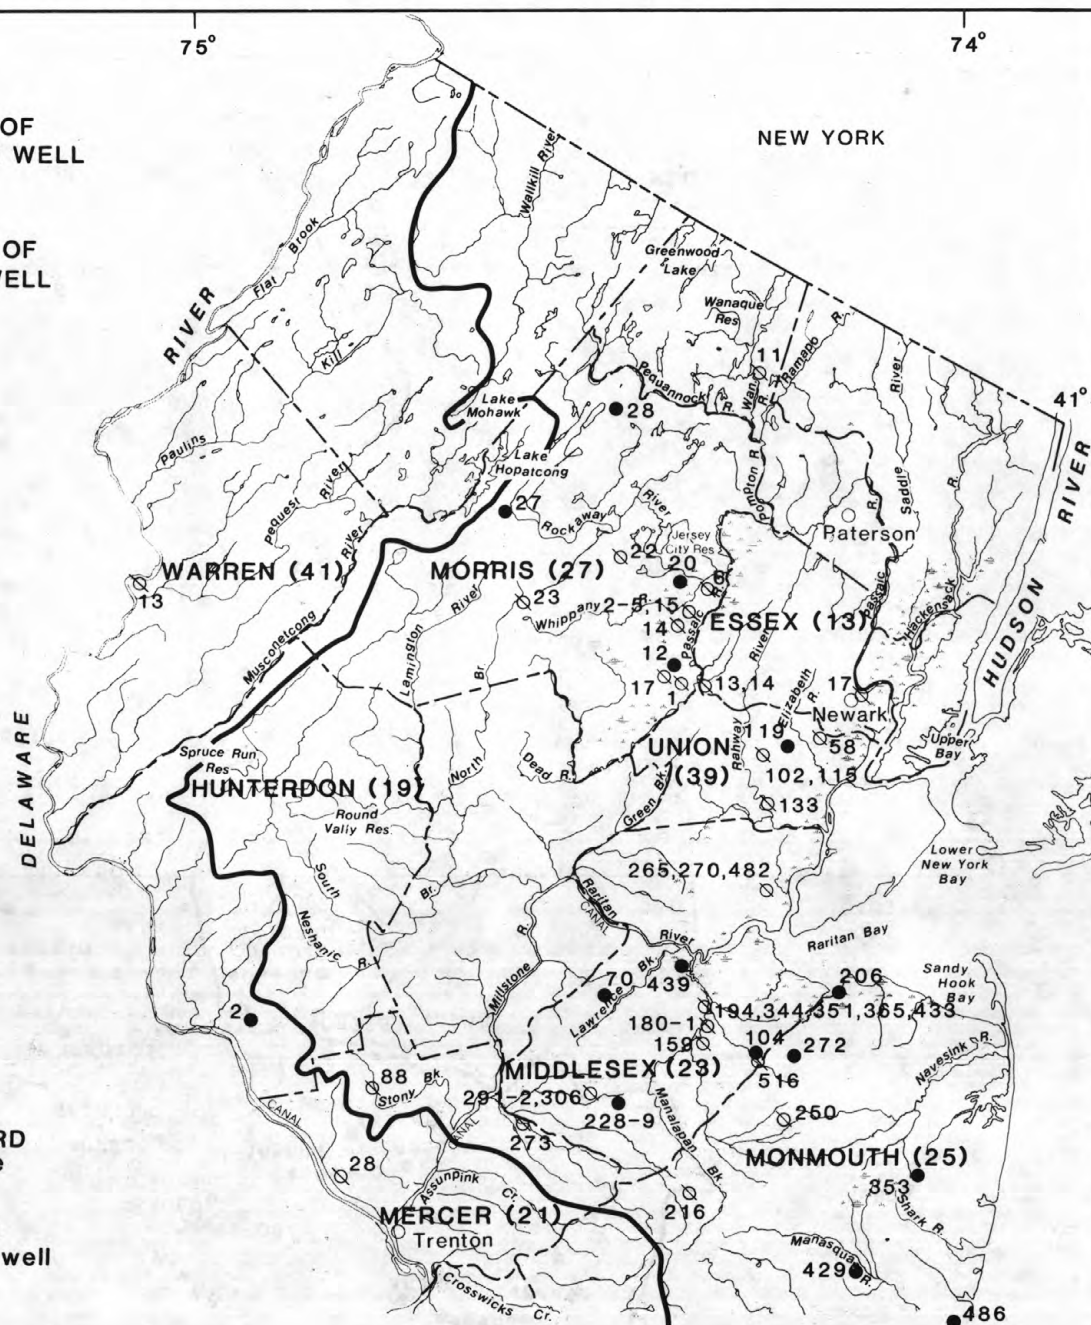 75°
74°
OF
WELL
NEW YORK
OF
WELL
Wallkill River
Flat Brook
RIVER
Greenwood
Lake
Wanaque
Res
Kill
11
Ramapo R.
Wan. R.
River
Pequannock R.
28
41°
Lake
Mohawk
Paulins
Lake
Hopatcong
Pequest River
27
Rockaway
River
Pompton R
Saddle
R.
R.
Paterson
RIVER
22
Jersey
City Res
WARREN (41)
MORRIS (27)
20
6
13
River
23
Whippany R.
2-5,15
Passaic R.
ESSEX (13)
Passaic
Hackensack
HUDSON
14
River
Musconetcong
River
Lamington
Br.
12
17
1
13,14
Elizabeth R.
17
Newark
DELAWARE
Spruce Run
Res
North
Dead R.
UNION
(39)
Rahway
119
58
Upper
Bay
HUNTERDON (19)
102,115
Green Bk.
133
Round
Vally Res
Lower
New York
Bay
265,270,482
South
Br.
Raritan
CANAL
River
Raritan Bay
Neshanic
R.
Millstone R.
70
Lawrence Bk.
439
206
Sandy
Hook
Bay
2
194,344-351,365,433
180-1
159
104
272
Navesink R.
88
Stony Bk.
MIDDLESEX (23)
516
CANAL
291-2,306
228-9
Manalapan Bk
250
CANAL
273
RD
28
Assunpink Cr.
MONMOUTH (25)
353
216
Shark R.
MERCER (21)
Trenton
Manasquan R.
well
429
Crosswicks Cr.
486